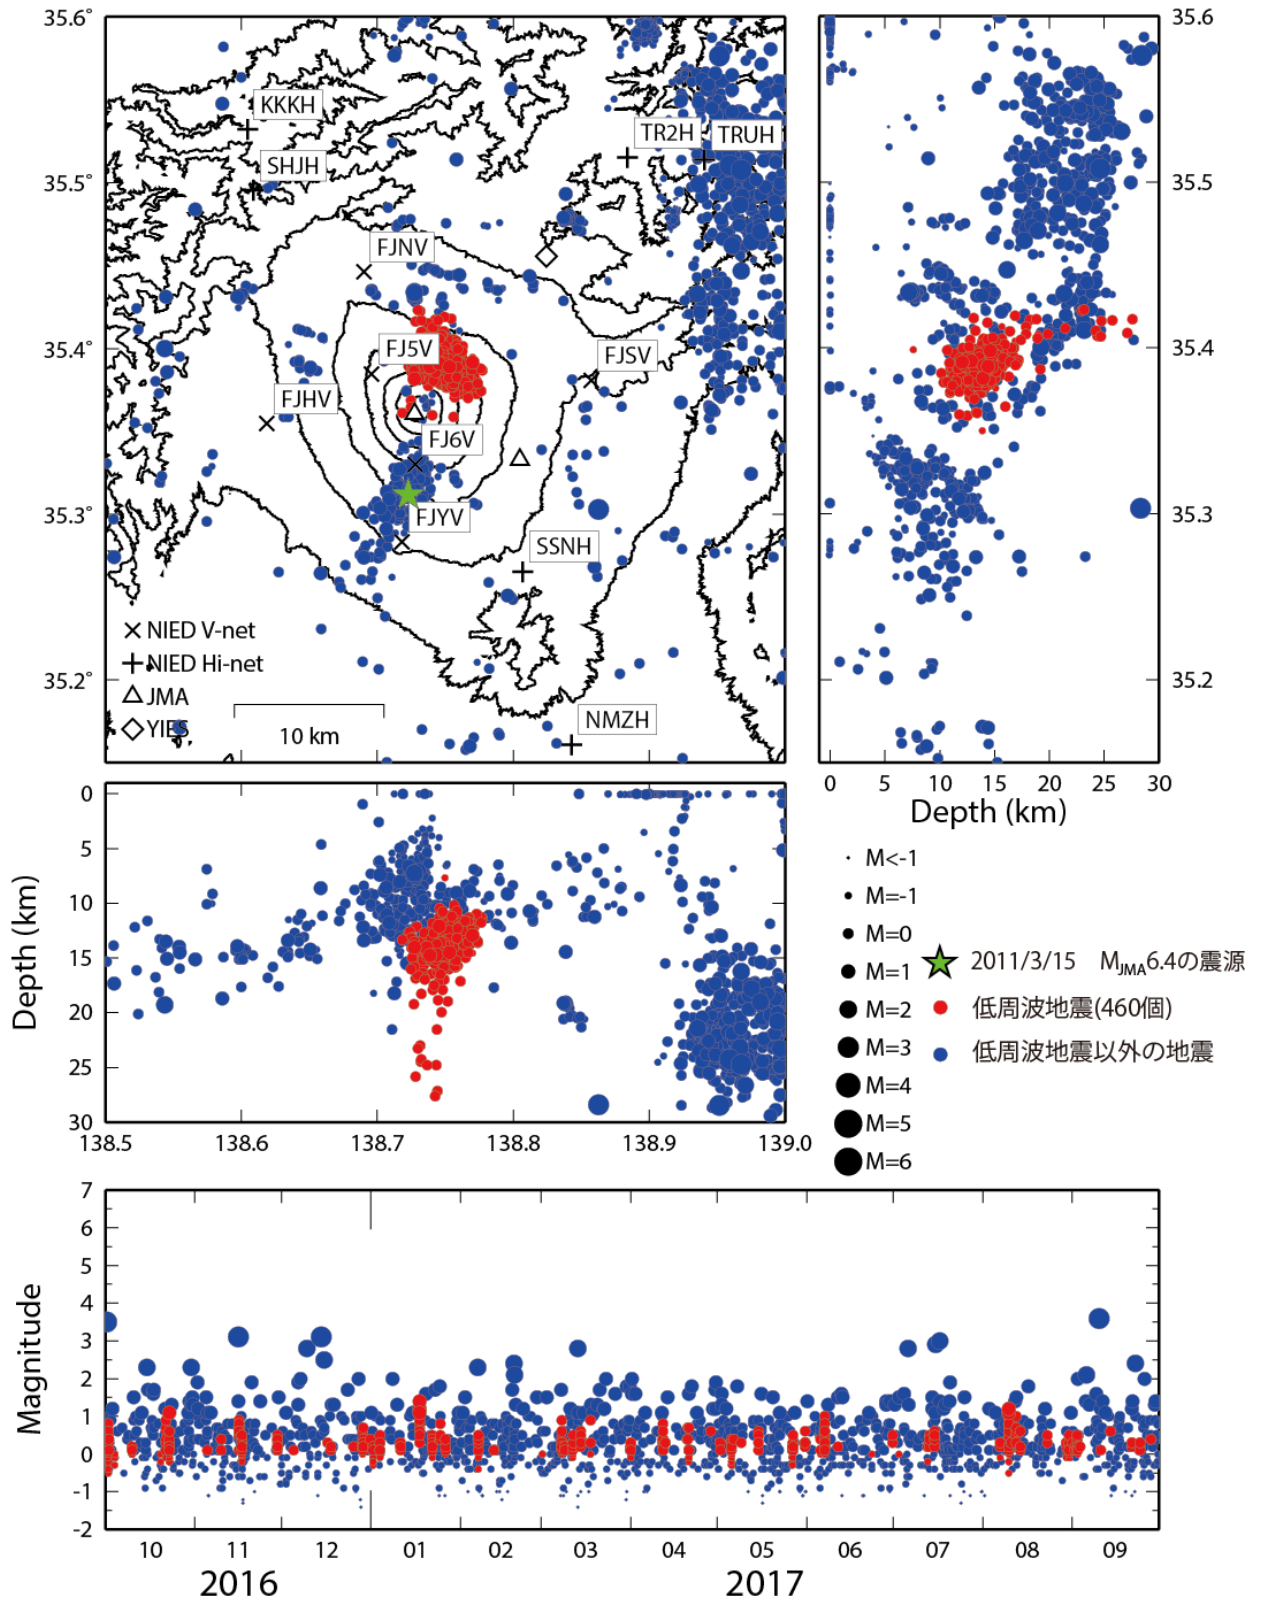 35.6°
35.5°
35.4°
35.3°
35.2°
KKKH
SHJH
TR2H
TRUH
FJNV
FJ5V
FJSV
FJHV
FJ6V
FJYV
SSNH
NMZH
NIED V-net
NIED Hi-net
JMA
YIES
10 km
35.6
35.5
35.4
35.3
35.2
0 5 10 15 20 25 30
Depth (km)
0
5
10
15
20
25
30
Depth (km)
138.5 138.6 138.7 138.8 138.9 139.0
M<-1
M=-1
M=0
M=1
M=2
M=3
M=4
M=5
M=6
2011/3/15 MJMA6.4の震源
低周波地震(460個)
低周波地震以外の地震
7
6
5
4
3
2
1
0
-1
-2
Magnitude
10 11 12 01 02 03 04 05 06 07 08 09
2016 2017